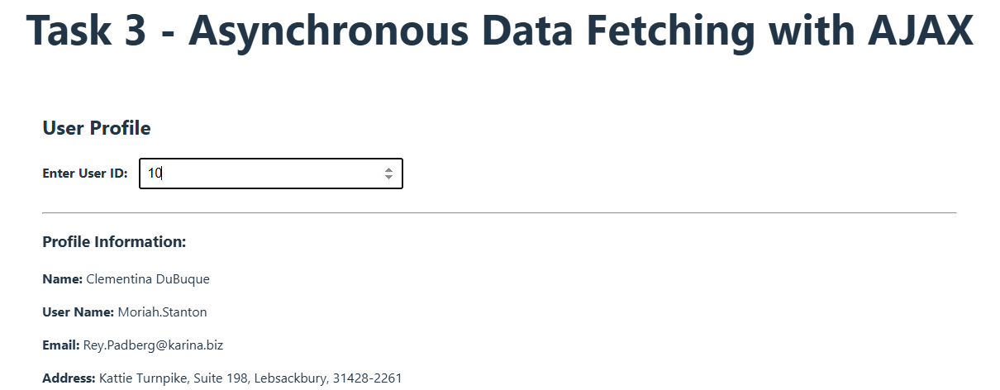 Task 3 - Asynchronous Data Fetching with AJAX
User Profile
Enter User ID: 10
Profile Information:
Name: Clementina DuBuque
User Name: Moriah.Stanton
Email: Rey.Padberg@karina.biz
Address: Kattie Turnpike, Suite 198, Lebsackbury, 31428-2261